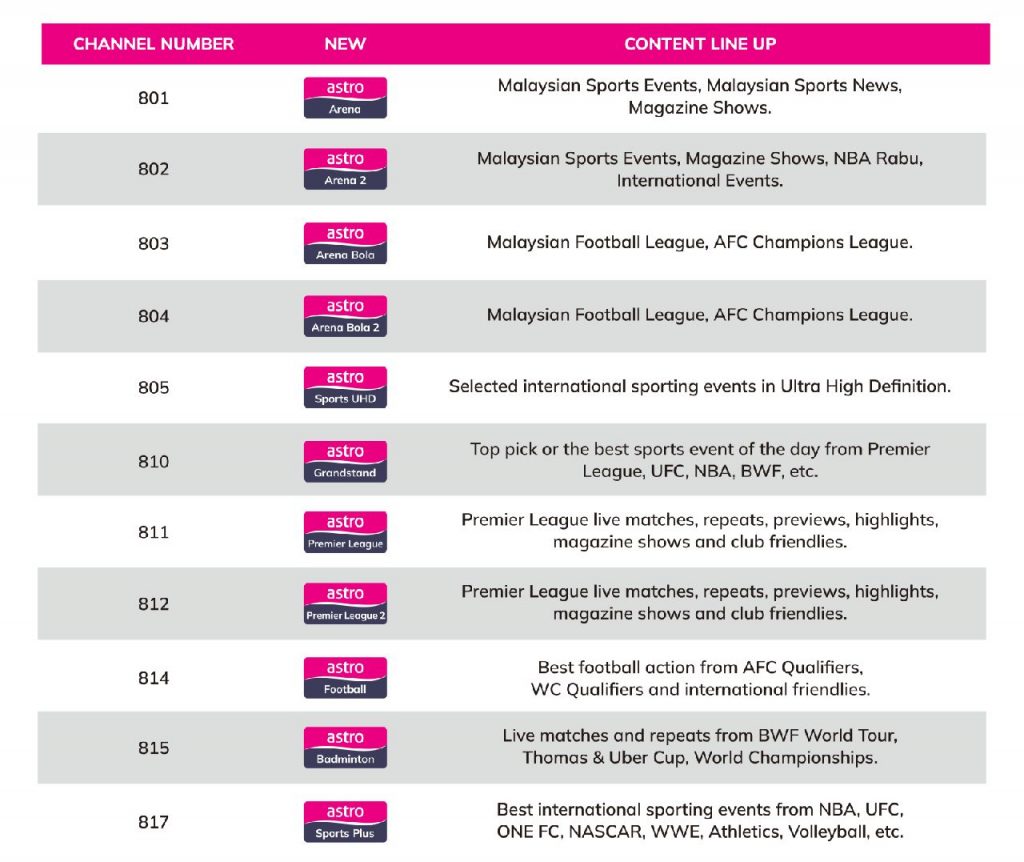 CHANNEL NUMBER NEW CONTENT LINE UP
801 astro Arena Malaysian Sports Events, Malaysian Sports News,
Magazine Shows.
802 astro Arena 2 Malaysian Sports Events, Magazine Shows, NBA Rabu,
International Events.
803 astro Arena Bola Malaysian Football League, AFC Champions League.
804 astro Arena Bola 2 Malaysian Football League, AFC Champions League.
805 astro Sports UHD Selected international sporting events in Ultra High Definition.
810 astro Grandstand Top pick or the best sports event of the day from Premier
League, UFC, NBA, BWF, etc.
811 astro Premier League Premier League live matches, repeats, previews, highlights,
magazine shows and club friendlies.
812 astro Premier League 2 Premier League live matches, repeats, previews, highlights,
magazine shows and club friendlies.
814 astro Football Best football action from AFC Qualifiers,
WC Qualifiers and international friendlies.
815 astro Badminton Live matches and repeats from BWF World Tour,
Thomas & Uber Cup, World Championships.
817 astro Sports Plus Best international sporting events from NBA, UFC,
ONE FC, NASCAR, WWE, Athletics, Volleyball, etc.